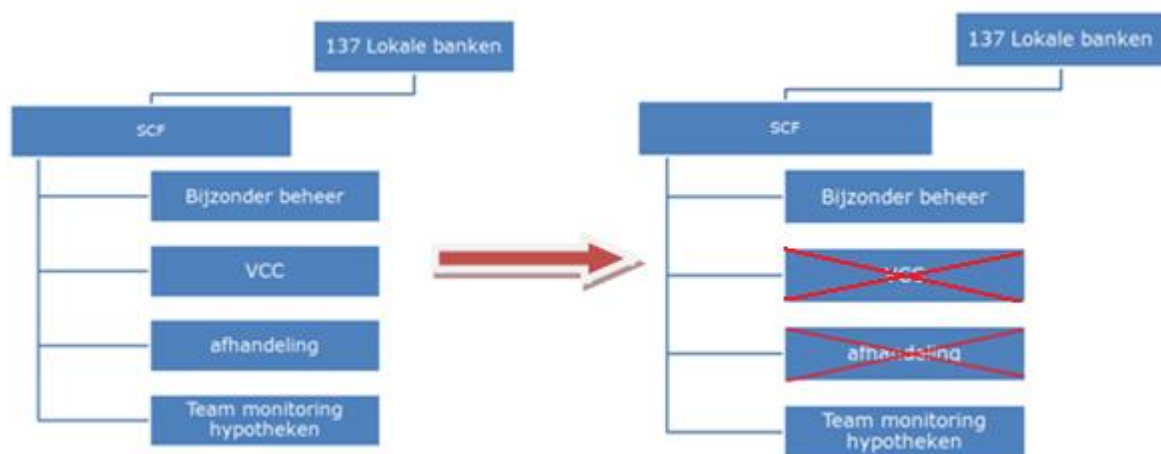 137 Lokale banken
SCF
Bijzonder beheer
VCC
afhandeling
Team monitoring
hypotheken
137 Lokale banken
SCF
Bijzonder beheer
VCC
afhandeling
Team monitoring
hypotheken